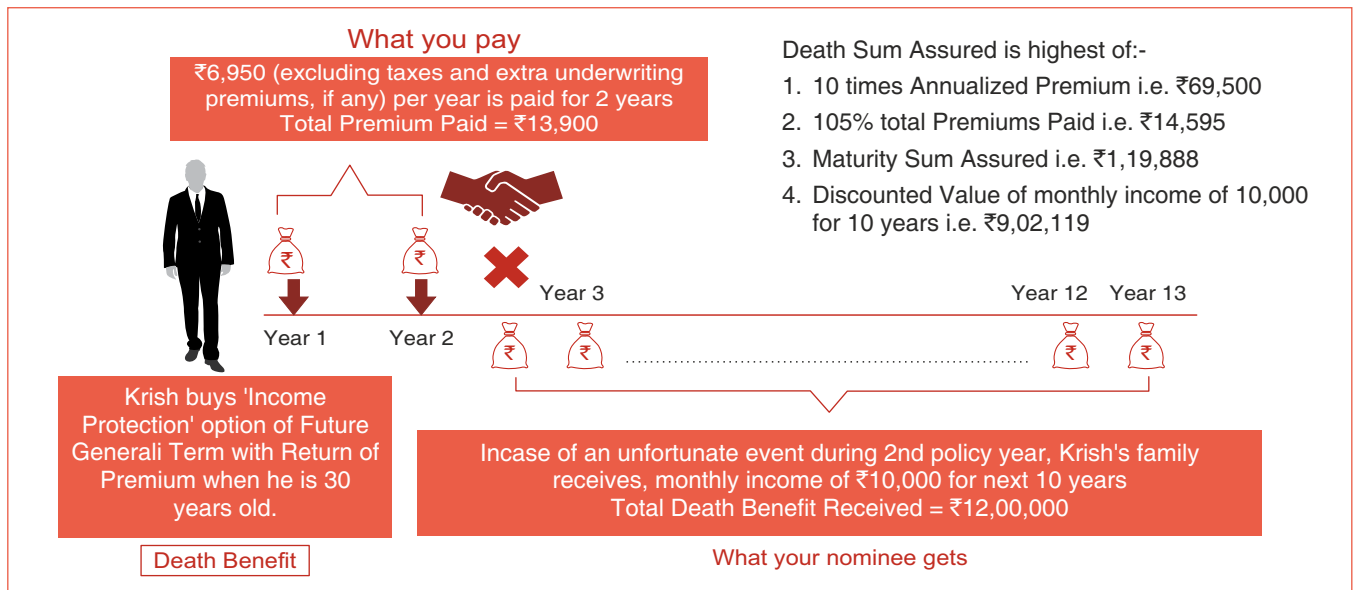 What you pay
₹6,950 (excluding taxes and extra underwriting
premiums, if any) per year is paid for 2 years
Total Premium Paid = ₹13,900
Death Sum Assured is highest of:-
1. 10 times Annualized Premium i.e. ₹69,500
2. 105% total Premiums Paid i.e. ₹14,595
3. Maturity Sum Assured i.e. ₹1,19,888
4. Discounted Value of monthly income of 10,000
for 10 years i.e. ₹9,02,119
₹
₹
Year 3
Year 12
Year 13
Year 1
Year 2
₹
₹
₹
₹
Krish buys 'Income
Protection' option of Future
Generali Term with Return of
Premium when he is 30
years old.
Death Benefit
Incase of an unfortunate event during 2nd policy year, Krish's family
receives, monthly income of ₹10,000 for next 10 years
Total Death Benefit Received = ₹12,00,000
What your nominee gets